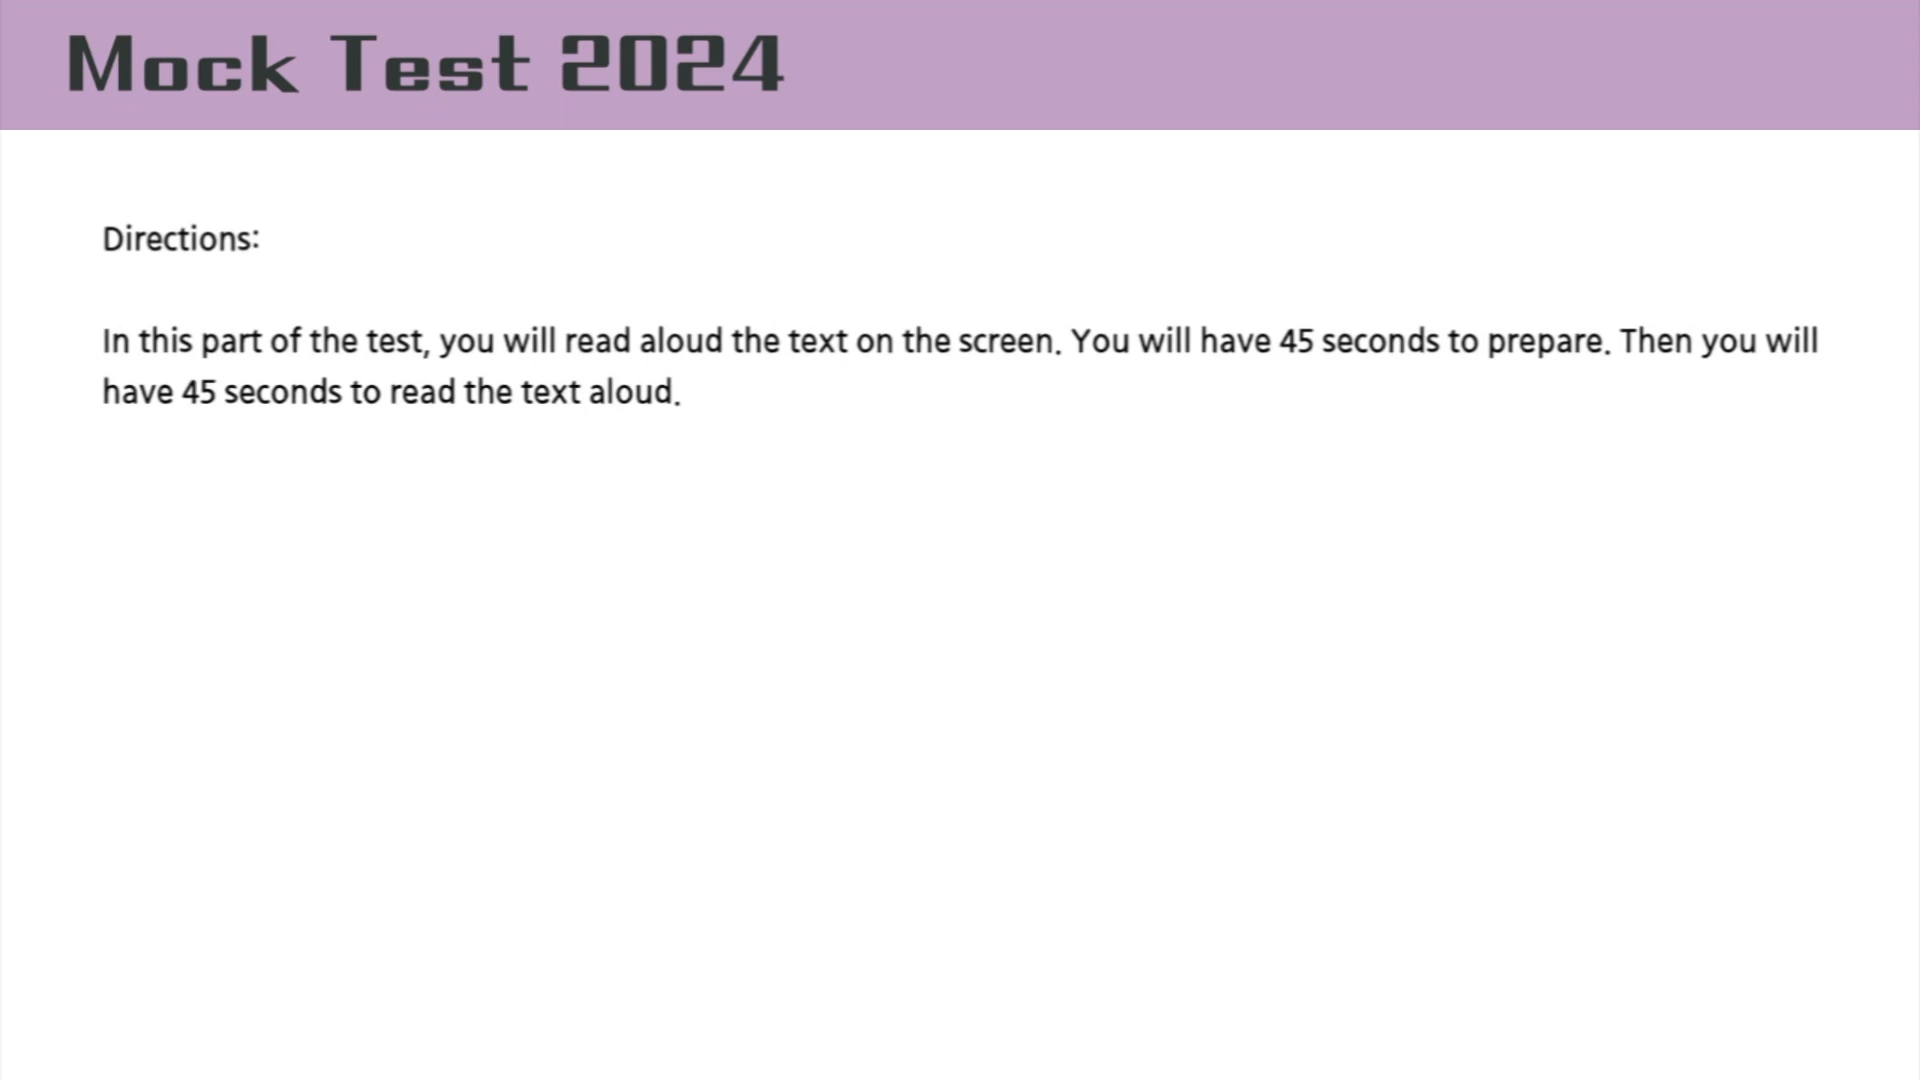 Mock Test 2024
Directions:
In this part of the test, you will read aloud the text on the screen. You will have 45 seconds to prepare. Then you will
have 45 seconds to read the text aloud.